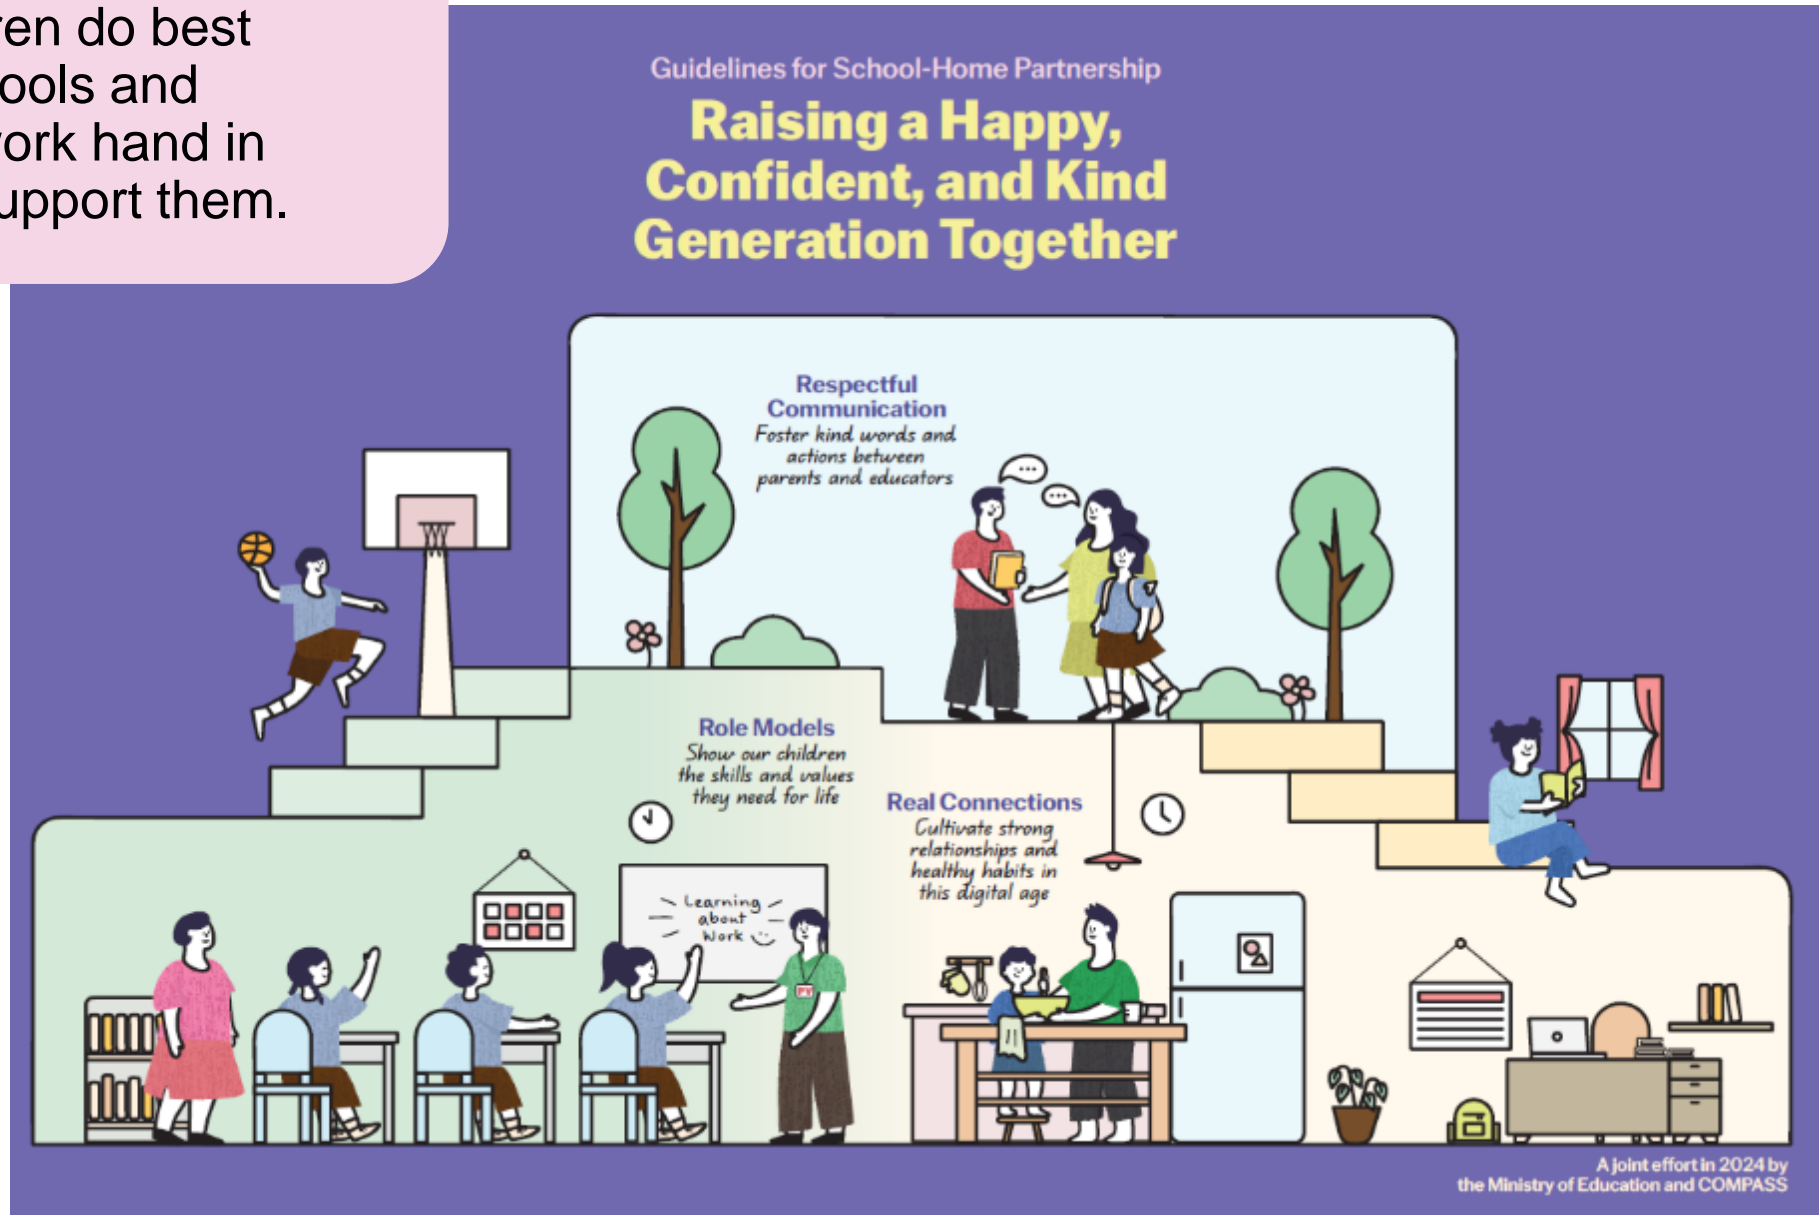 ren do best
ools and
work hand in
upport them.
Guidelines for School-Home Partnership
Raising a Happy,
Confident, and Kind
Generation Together
Respectful
Communication
Foster kind words and
actions between
parents and educators
Role Models
Show our children
the skills and values
they need for life
Real Connections
Cultivate strong
relationships and
healthy habits in
this digital age
Learning
about
Work
PV
A joint effort in 2024 by
the Ministry of Education and COMPASS